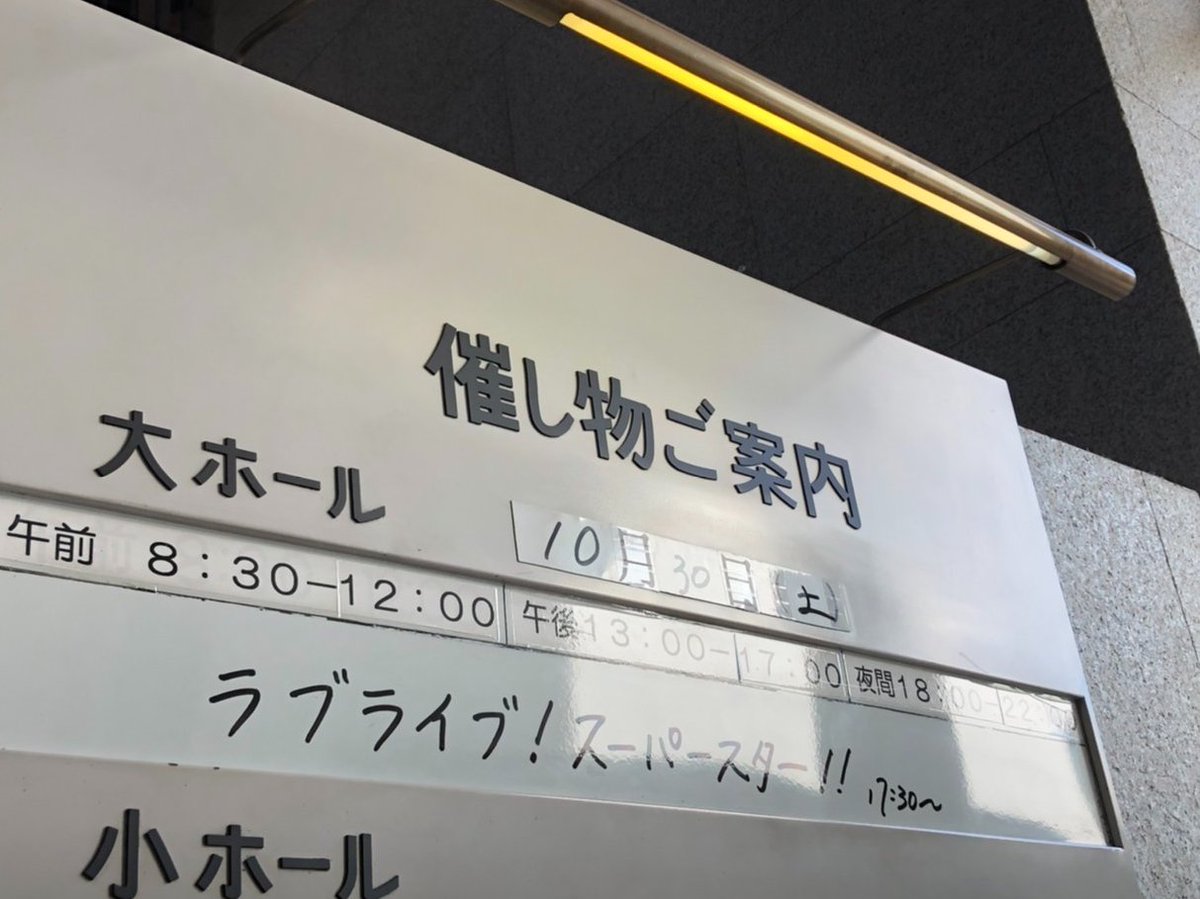 催し物ご案内
大ホール
10月30日(土)
午前 8:30-12:00 午後13:00-17:00 夜間18:00-22:00
ラブライブ!スーパースター!! 17:30~
小ホール